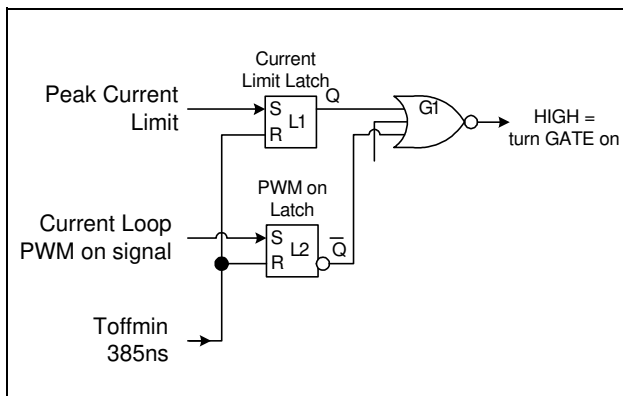 Current
Limit Latch
Peak Current
Limit
S
R
L1
Q
G1
HIGH =
turn GATE on
PWM on
Latch
Current Loop
PWM on signal
S
R
L2
Q
Toffmin
385ns